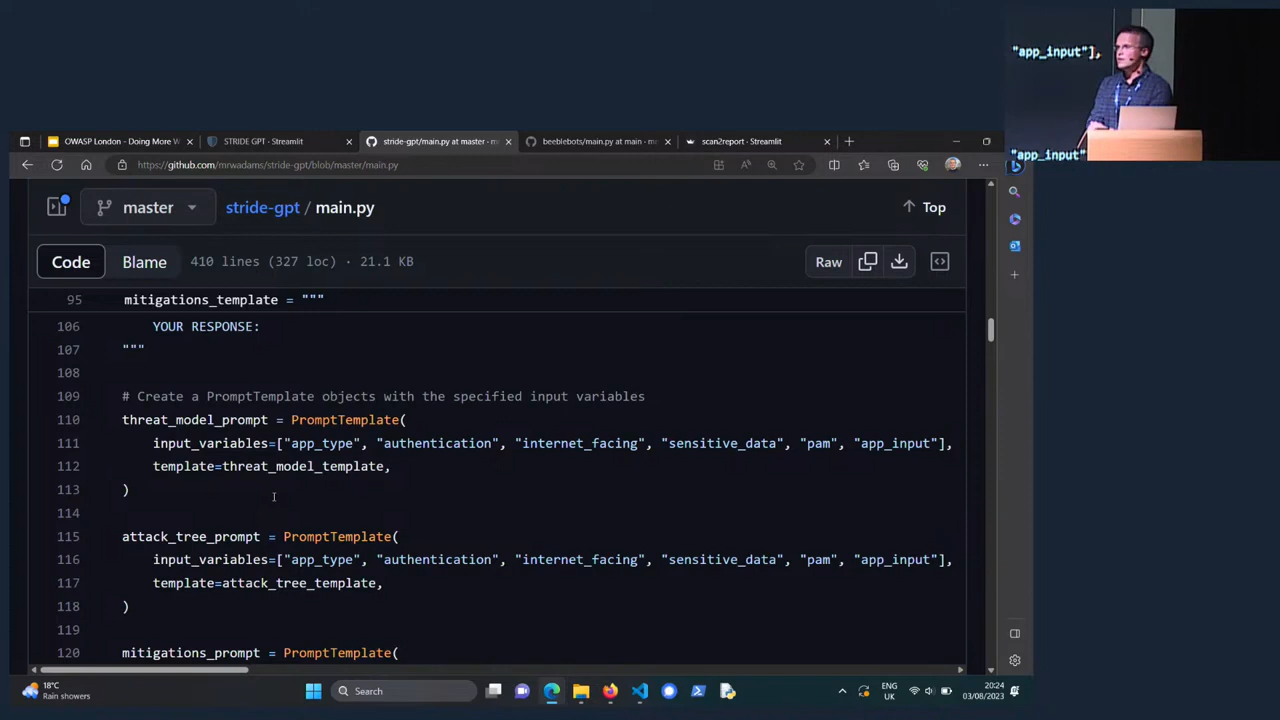 OWASP London - Doing More W
STRIDE GPT · Streamlit
stride-gpt/main.py at master · m
beeblebots/main.py at main · m
scan2report · Streamlit
https://github.com/mrwadams/stride-gpt/blob/master/main.py
master
stride-gpt / main.py
Top
Code
Blame
410 lines (327 loc) · 21.1 KB
Raw
95 mitigations_template = """
106 YOUR RESPONSE:
107 """
108
109 # Create a PromptTemplate objects with the specified input variables
110 threat_model_prompt = PromptTemplate(
111 input_variables=["app_type", "authentication", "internet_facing", "sensitive_data", "pam", "app_input"],
112 template=threat_model_template,
113 )
114
115 attack_tree_prompt = PromptTemplate(
116 input_variables=["app_type", "authentication", "internet_facing", "sensitive_data", "pam", "app_input"],
117 template=attack_tree_template,
118 )
119
120 mitigations_prompt = PromptTemplate(
"app_input"],
"app_input"
18°C
Rain showers
Search
ENG
UK
20:24
03/08/2023